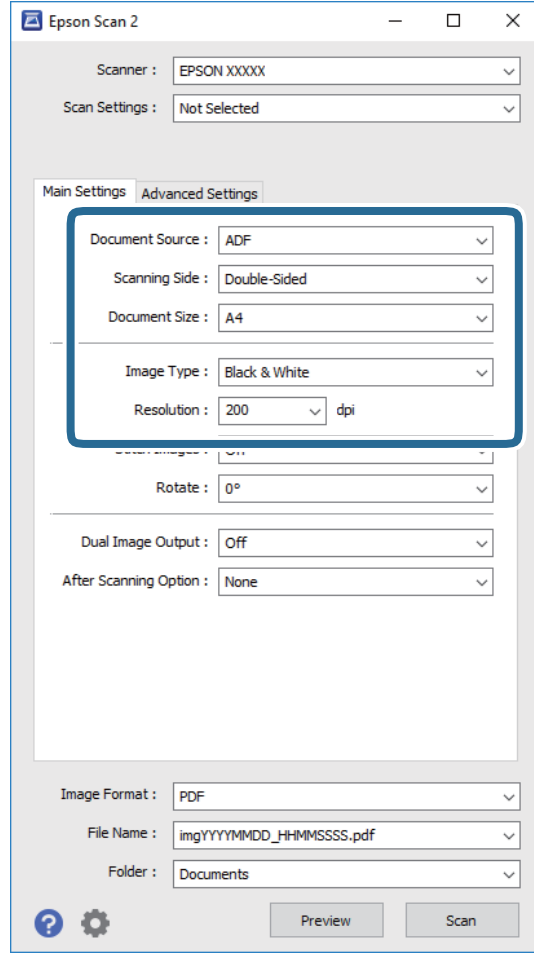 Epson Scan 2
Scanner : EPSON XXXXX
Scan Settings : Not Selected
Main Settings Advanced Settings
Document Source : ADF
Scanning Side : Double-Sided
Document Size : A4
Image Type : Black & White
Resolution : 200 dpi
Rotate : 0°
Dual Image Output : Off
After Scanning Option : None
Image Format : PDF
File Name : imgYYYYMMDD_HHMMSSSS.pdf
Folder : Documents
Preview Scan